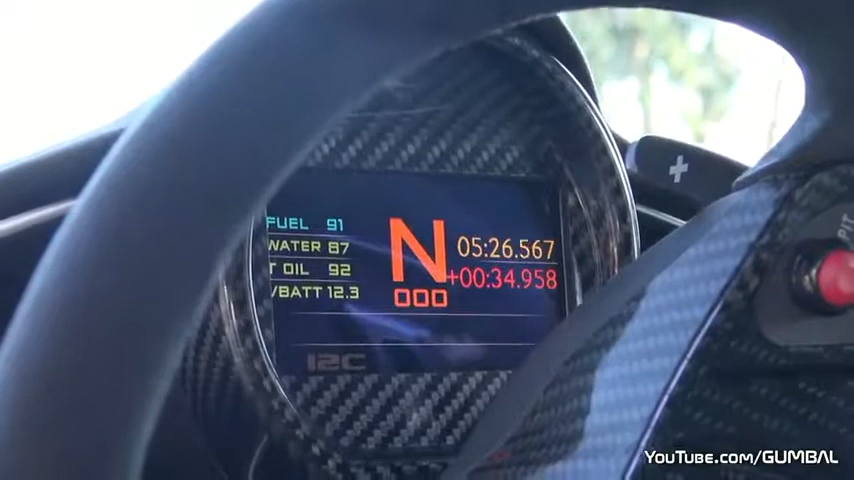 FUEL 91
WATER 87
T OIL 92
VBATT 12.3
N
000
05:26.567
+00:34.958
12C
+
PIT
YouTube.com/GUMBAL